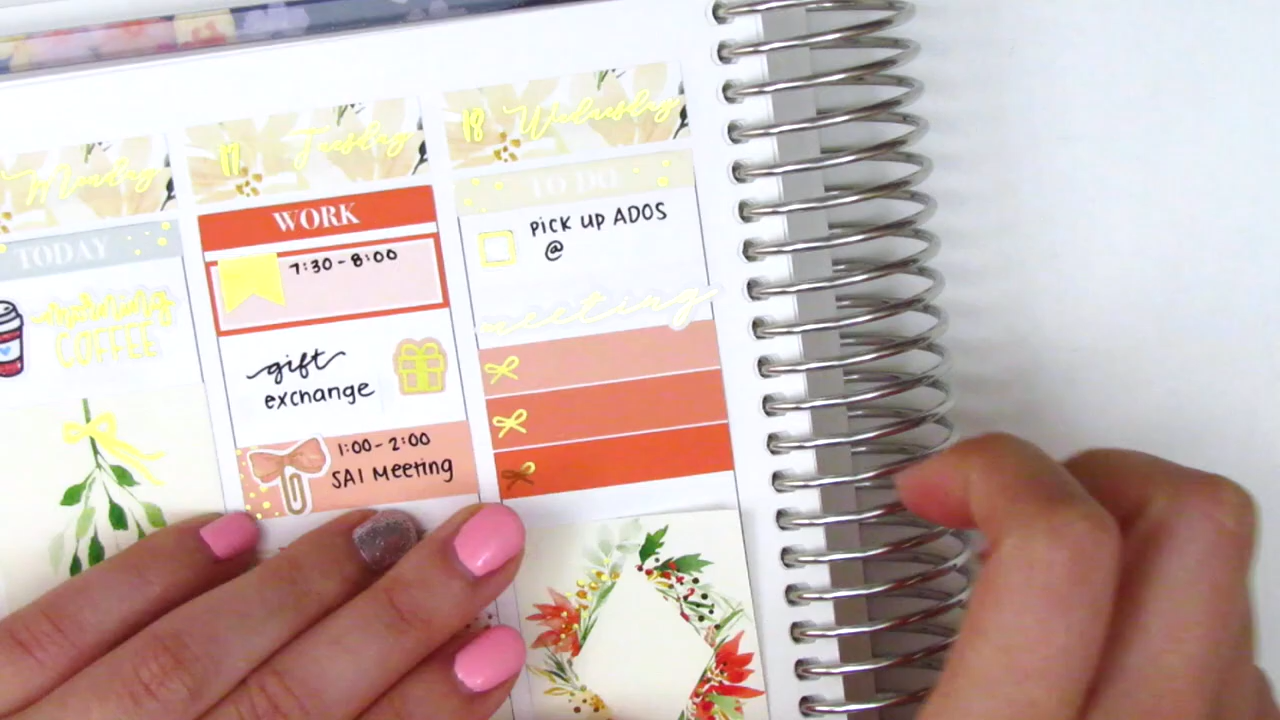 Monday
TODAY
morning
COFFEE
17 Tuesday
WORK
7:30-8:00
gift
exchange
1:00-2:00
SAI Meeting
18 Wednesday
TO DO
PICK UP ADOS
@
meeting